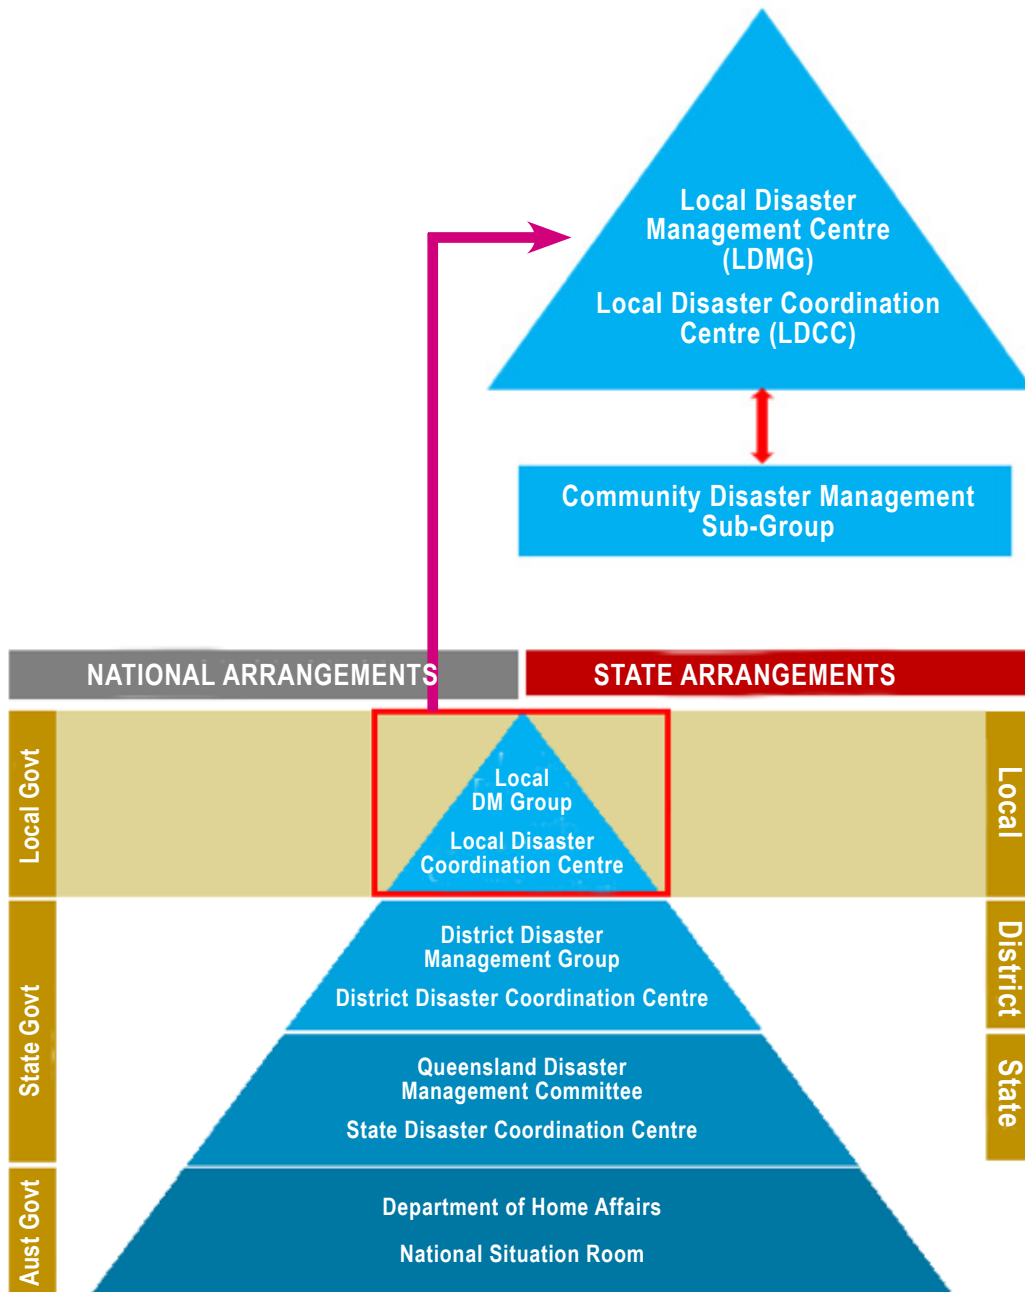 Local Disaster
Management Centre
(LDMG)
Local Disaster Coordination
Centre (LDCC)
Community Disaster Management
Sub-Group
NATIONAL ARRANGEMENTS
STATE ARRANGEMENTS
Local Govt
Local
DM Group
Local Disaster
Coordination Centre
Local
State Govt
District Disaster
Management Group
District Disaster Coordination Centre
District
Queensland Disaster
Management Committee
State Disaster Coordination Centre
State
Aust Govt
Department of Home Affairs
National Situation Room